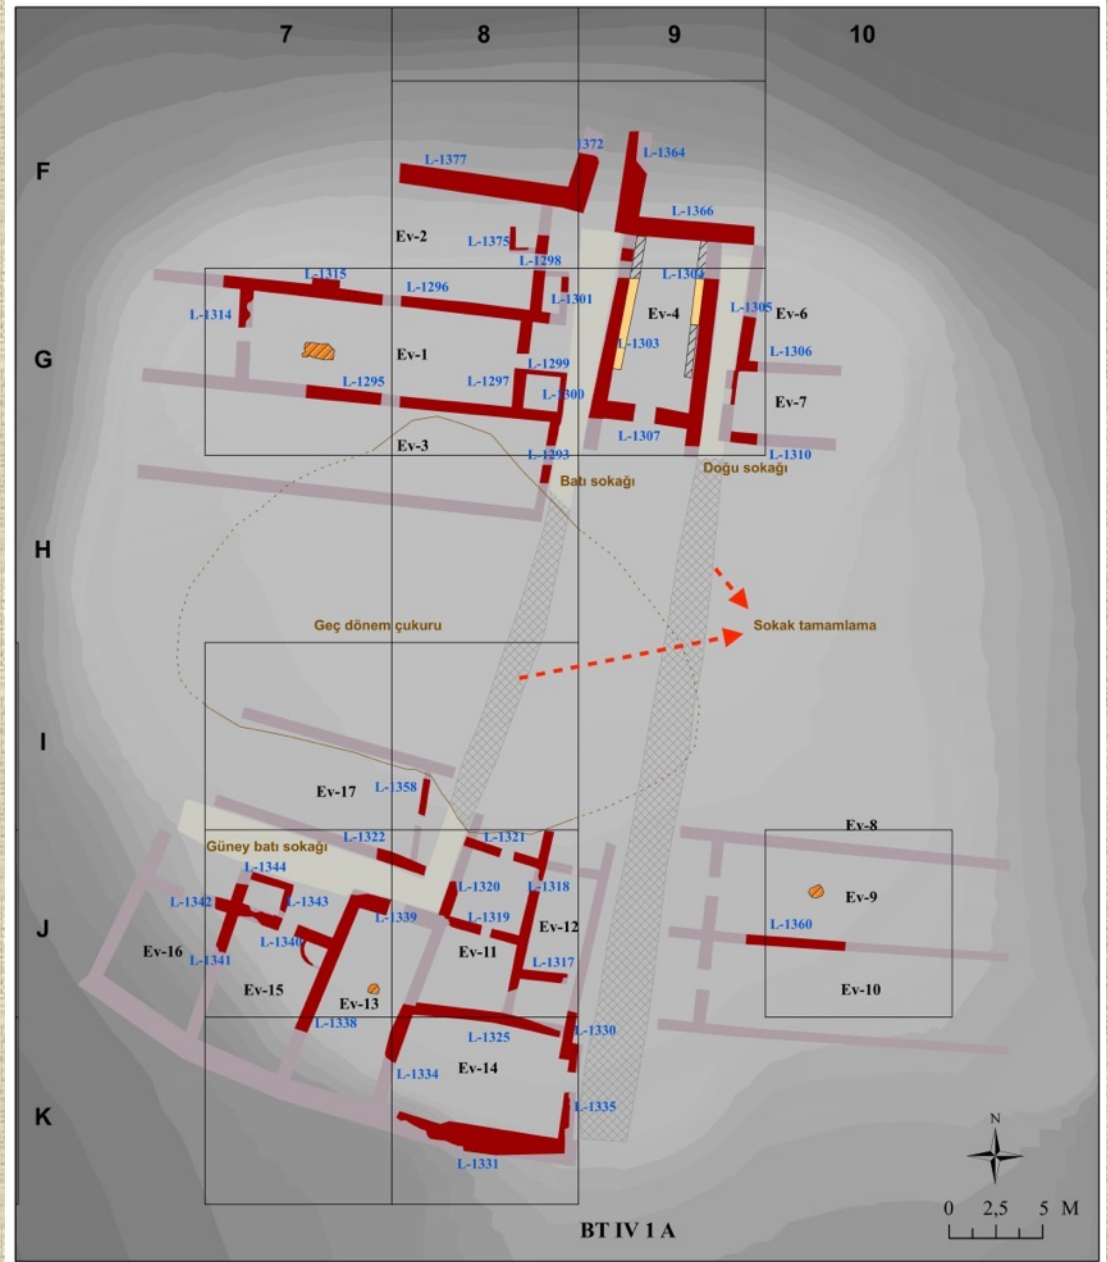 7 8 9 10
F
1372
L-1377
L-1364
L-1366
Ev-2
L-1375
L-1298
L-1315
L-1304
L-1296
L-1301
L-1305
L-1314
Ev-4
Ev-6
L-1303
G
Ev-1
L-1306
L-1299
L-1295
L-1297
L-1300
Ev-7
L-1307
Ev-3
L-1293
L-1310
Doğu sokağı
Batı sokağı
H
Geç dönem çukuru
Sokak tamamlama
I
Ev-17
L-1358
Ev-8
L-1322
L-1321
Güney batı sokağı
L-1344
L-1320
L-1318
Ev-9
L-1342
L-1343
L-1339
L-1319
L-1360
J
Ev-12
L-1340
Ev-16
Ev-11
L-1341
L-1317
Ev-15
Ev-10
Ev-13
L-1338
L-1330
L-1325
Ev-14
L-1334
L-1335
K
N
L-1331
0 2,5 5 M
BT IV 1 A